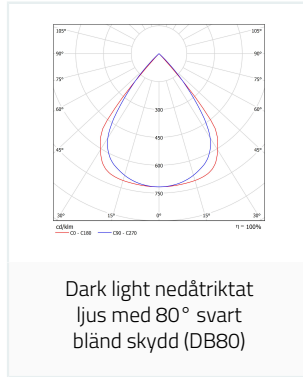 105° 105°
90° 90°
75° 75°
60° 60°
300
45° 450 45°
600
750
30° 15° 0° 15° 30°
cd/klm η = 100%
C0 - C180 C90 - C270
Dark light nedåtriktat
ljus med 80° svart
bländ skydd (DB80)